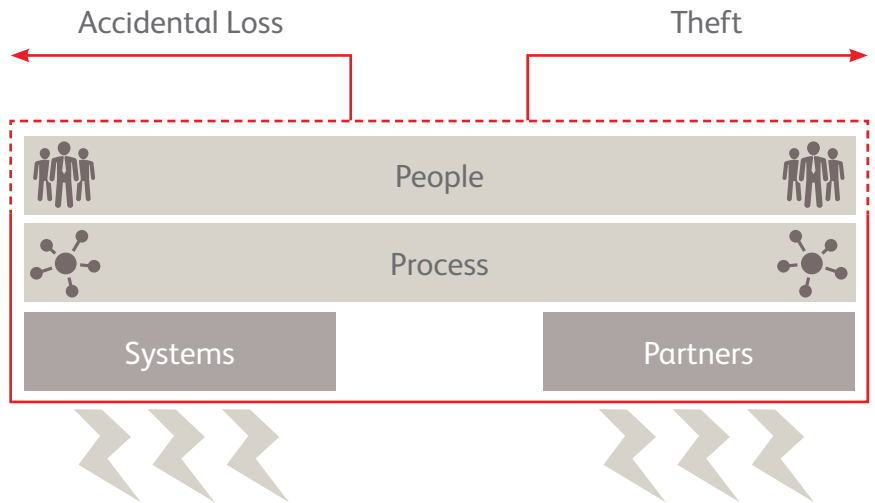 Accidental Loss
Theft
People
Process
Systems
Partners